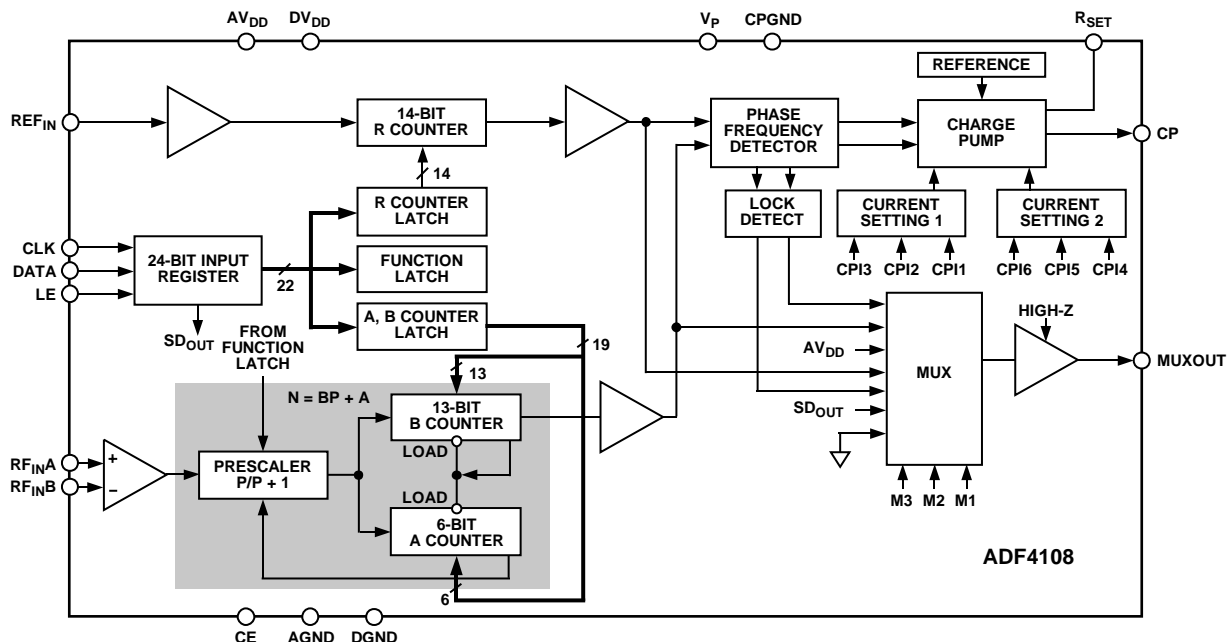 AVDD
DVDD
VP
CPGND
RSET
REFERENCE
REFIN
14-BIT
R COUNTER
PHASE
FREQUENCY
DETECTOR
CHARGE
PUMP
CP
14
R COUNTER
LATCH
LOCK
DETECT
CURRENT
SETTING 1
CURRENT
SETTING 2
CLK
DATA
LE
24-BIT INPUT
REGISTER
22
FUNCTION
LATCH
CPI3
CPI2
CPI1
CPI6
CPI5
CPI4
A, B COUNTER
LATCH
SDOUT
FROM
FUNCTION
LATCH
19
13
HIGH-Z
AVDD
MUX
MUXOUT
SDOUT
N = BP + A
13-BIT
B COUNTER
LOAD
RFINA
RFINB
+
–
PRESCALER
P/P + 1
LOAD
6-BIT
A COUNTER
M3
M2
M1
6
ADF4108
CE
AGND
DGND